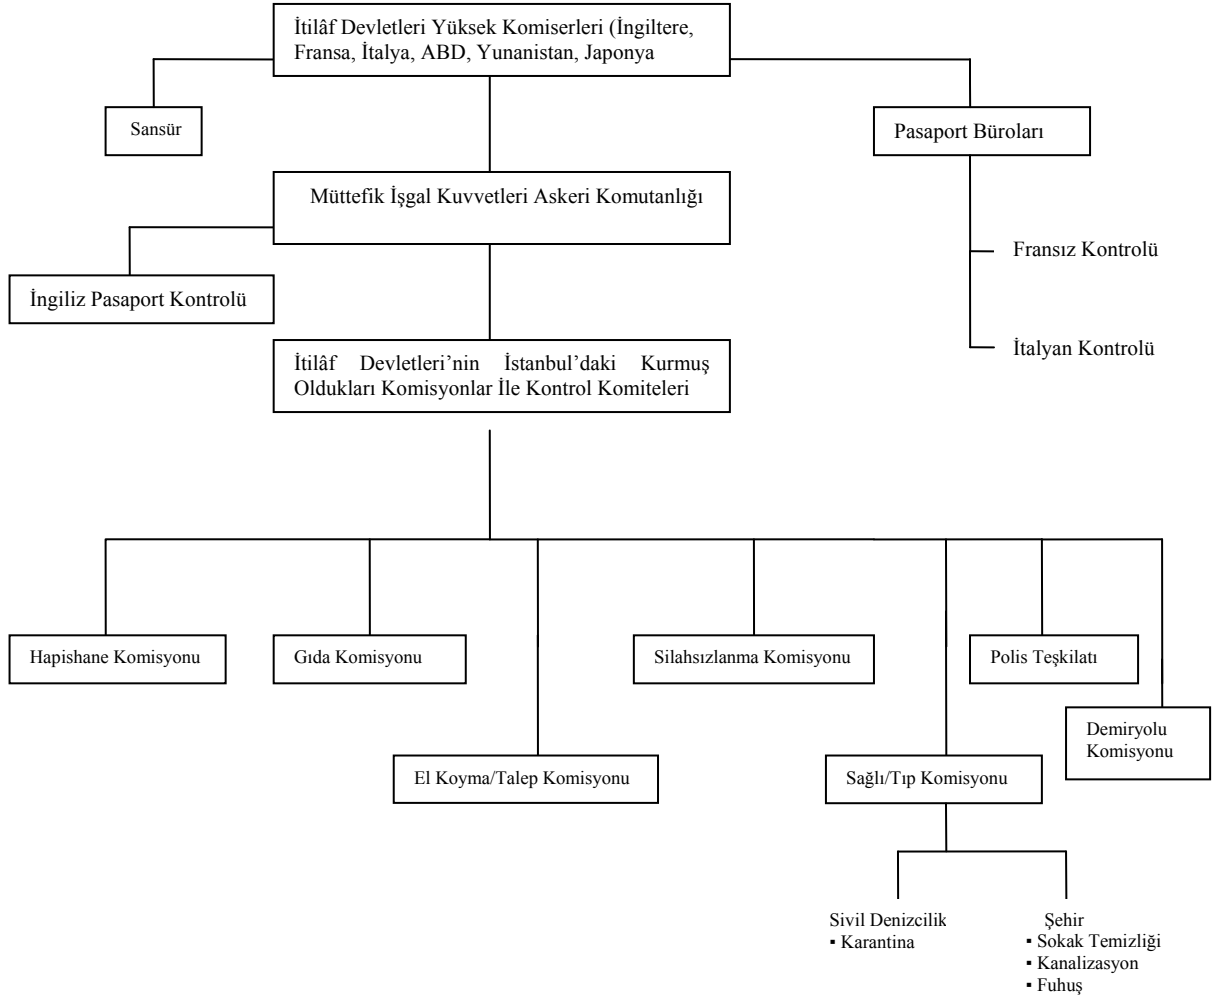 İtilâf Devletleri Yüksek Komiserleri (İngiltere,
Fransa, İtalya, ABD, Yunanistan, Japonya
Sansür
Pasaport Büroları
Müttefik İşgal Kuvvetleri Askeri Komutanlığı
Fransız Kontrolü
İngiliz Pasaport Kontrolü
İtalyan Kontrolü
İtilâf Devletleri’nin İstanbul’daki Kurmuş
Oldukları Komisyonlar İle Kontrol Komiteleri
Hapishane Komisyonu
Gıda Komisyonu
Silahsızlanma Komisyonu
Polis Teşkilatı
Demiryolu
Komisyonu
El Koyma/Talep Komisyonu
Sağlı/Tıp Komisyonu
Sivil Denizcilik
▪ Karantina
Şehir
▪ Sokak Temizliği
▪ Kanalizasyon
▪ Fuhuş